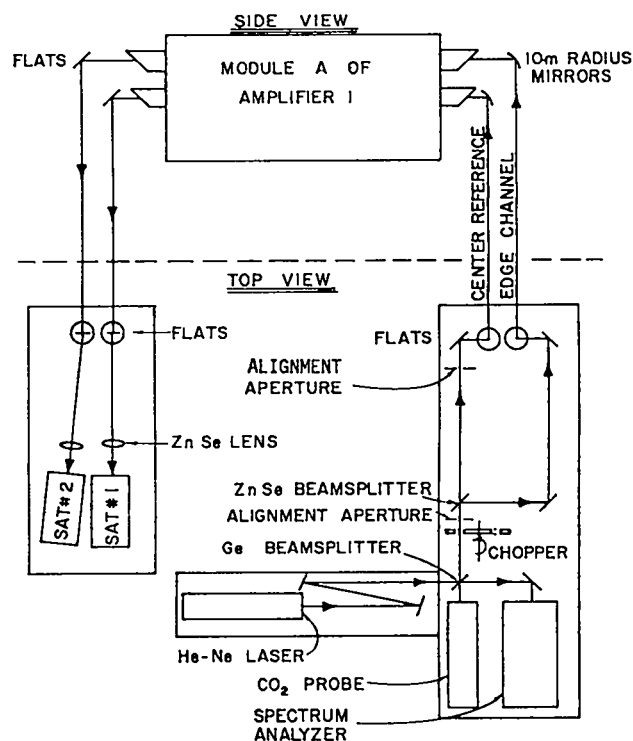 SIDE VIEW
FLATS
MODULE A OF
AMPLIFIER I
10-m RADIUS
MIRRORS
CENTER REFERENCE
EDGE CHANNEL
TOP VIEW
FLATS
FLATS
ALIGNMENT
APERTURE
Zn Se LENS
SAT#2
SAT#1
Zn Se BEAMSPLITTER
ALIGNMENT APERTURE
CHOPPER
Ge BEAMSPLITTER
He-Ne LASER
CO₂ PROBE
SPECTRUM
ANALYZER